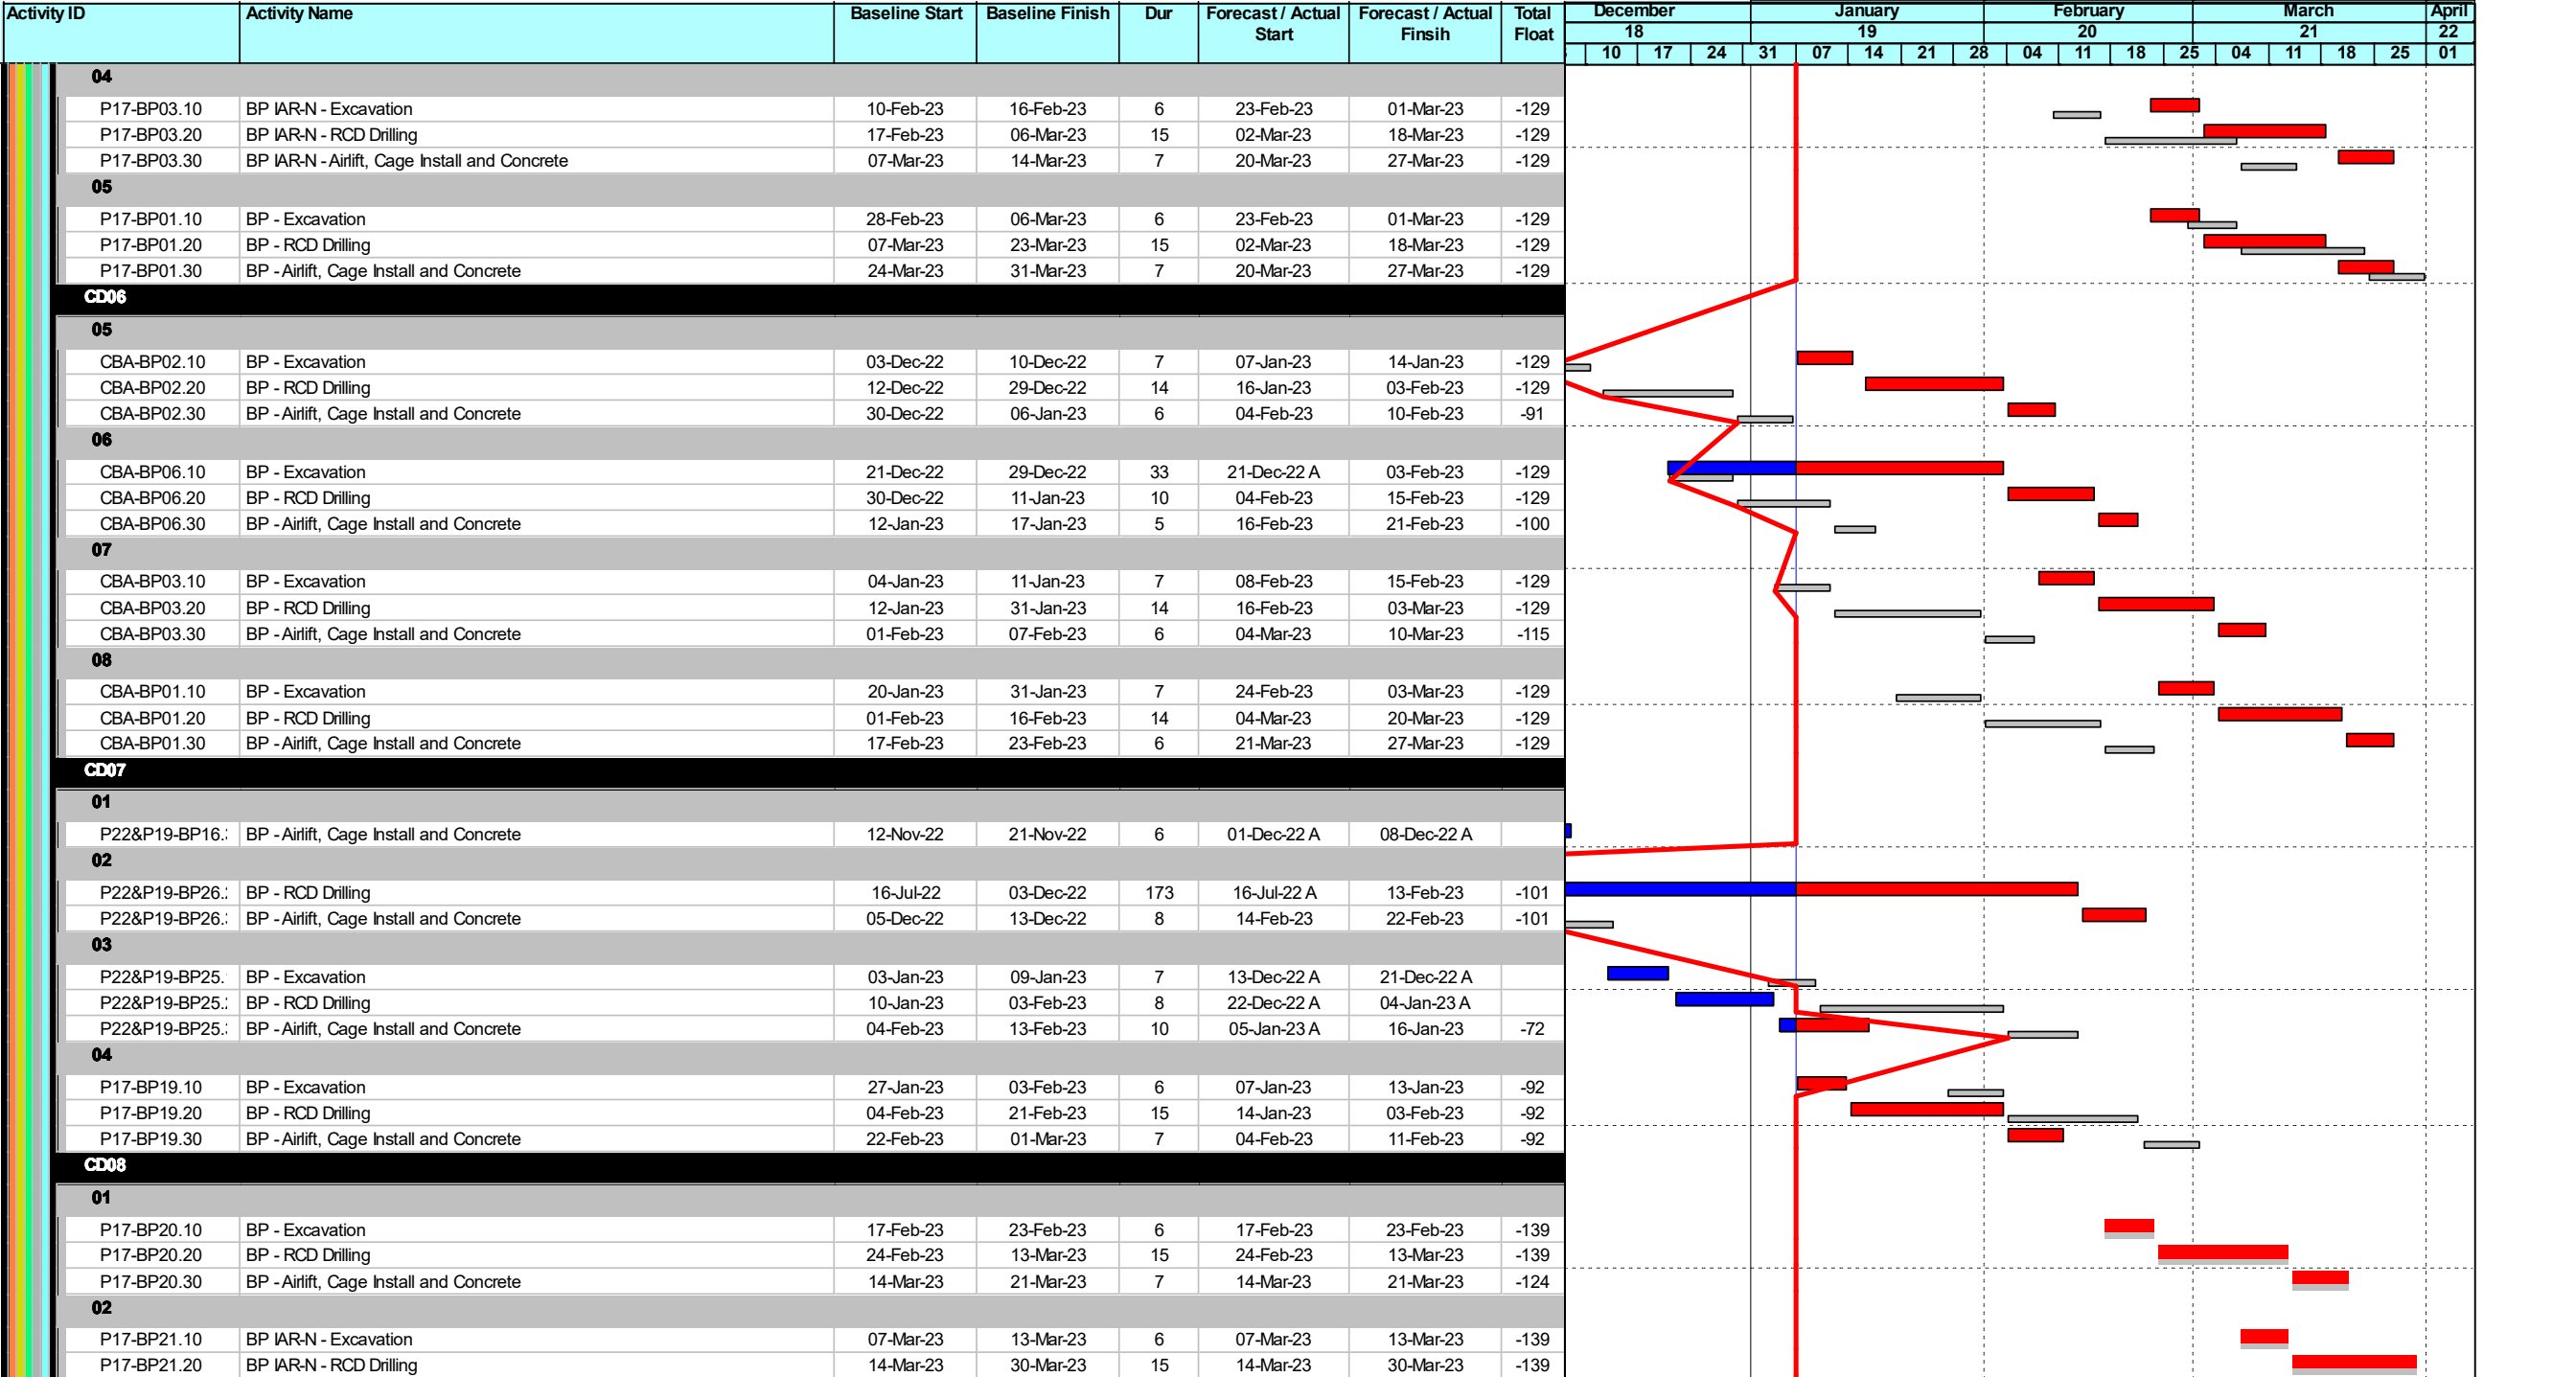 Activity ID Activity Name Baseline Start Baseline Finish Dur Forecast / Actual Start Forecast / Actual Finsih Total Float December January February March April
18 19 20 21 22
10 17 24 31 07 14 21 28 04 11 18 25 04 11 18 25 01
04
P17-BP03.10 BP IAR-N - Excavation 10-Feb-23 16-Feb-23 6 23-Feb-23 01-Mar-23 -129
P17-BP03.20 BP IAR-N - RCD Drilling 17-Feb-23 06-Mar-23 15 02-Mar-23 18-Mar-23 -129
P17-BP03.30 BP IAR-N - Airlift, Cage Install and Concrete 07-Mar-23 14-Mar-23 7 20-Mar-23 27-Mar-23 -129
05
P17-BP01.10 BP - Excavation 28-Feb-23 06-Mar-23 6 23-Feb-23 01-Mar-23 -129
P17-BP01.20 BP - RCD Drilling 07-Mar-23 23-Mar-23 15 02-Mar-23 18-Mar-23 -129
P17-BP01.30 BP - Airlift, Cage Install and Concrete 24-Mar-23 31-Mar-23 7 20-Mar-23 27-Mar-23 -129
CD06
05
CBA-BP02.10 BP - Excavation 03-Dec-22 10-Dec-22 7 07-Jan-23 14-Jan-23 -129
CBA-BP02.20 BP - RCD Drilling 12-Dec-22 29-Dec-22 14 16-Jan-23 03-Feb-23 -129
CBA-BP02.30 BP - Airlift, Cage Install and Concrete 30-Dec-22 06-Jan-23 6 04-Feb-23 10-Feb-23 -91
06
CBA-BP06.10 BP - Excavation 21-Dec-22 29-Dec-22 33 21-Dec-22 A 03-Feb-23 -129
CBA-BP06.20 BP - RCD Drilling 30-Dec-22 11-Jan-23 10 04-Feb-23 15-Feb-23 -129
CBA-BP06.30 BP - Airlift, Cage Install and Concrete 12-Jan-23 17-Jan-23 5 16-Feb-23 21-Feb-23 -100
07
CBA-BP03.10 BP - Excavation 04-Jan-23 11-Jan-23 7 08-Feb-23 15-Feb-23 -129
CBA-BP03.20 BP - RCD Drilling 12-Jan-23 31-Jan-23 14 16-Feb-23 03-Mar-23 -129
CBA-BP03.30 BP - Airlift, Cage Install and Concrete 01-Feb-23 07-Feb-23 6 04-Mar-23 10-Mar-23 -115
08
CBA-BP01.10 BP - Excavation 20-Jan-23 31-Jan-23 7 24-Feb-23 03-Mar-23 -129
CBA-BP01.20 BP - RCD Drilling 01-Feb-23 16-Feb-23 14 04-Mar-23 20-Mar-23 -129
CBA-BP01.30 BP - Airlift, Cage Install and Concrete 17-Feb-23 23-Feb-23 6 21-Mar-23 27-Mar-23 -129
CD07
01
P22&P19-BP16. BP - Airlift, Cage Install and Concrete 12-Nov-22 21-Nov-22 6 01-Dec-22 A 08-Dec-22 A
02
P22&P19-BP26. BP - RCD Drilling 16-Jul-22 03-Dec-22 173 16-Jul-22 A 13-Feb-23 -101
P22&P19-BP26. BP - Airlift, Cage Install and Concrete 05-Dec-22 13-Dec-22 8 14-Feb-23 22-Feb-23 -101
03
P22&P19-BP25. BP - Excavation 03-Jan-23 09-Jan-23 7 13-Dec-22 A 21-Dec-22 A
P22&P19-BP25. BP - RCD Drilling 10-Jan-23 03-Feb-23 8 22-Dec-22 A 04-Jan-23 A
P22&P19-BP25. BP - Airlift, Cage Install and Concrete 04-Feb-23 13-Feb-23 10 05-Jan-23 A 16-Jan-23 -72
04
P17-BP19.10 BP - Excavation 27-Jan-23 03-Feb-23 6 07-Jan-23 13-Jan-23 -92
P17-BP19.20 BP - RCD Drilling 04-Feb-23 21-Feb-23 15 14-Jan-23 03-Feb-23 -92
P17-BP19.30 BP - Airlift, Cage Install and Concrete 22-Feb-23 01-Mar-23 7 04-Feb-23 11-Feb-23 -92
CD08
01
P17-BP20.10 BP - Excavation 17-Feb-23 23-Feb-23 6 17-Feb-23 23-Feb-23 -139
P17-BP20.20 BP - RCD Drilling 24-Feb-23 13-Mar-23 15 24-Feb-23 13-Mar-23 -139
P17-BP20.30 BP - Airlift, Cage Install and Concrete 14-Mar-23 21-Mar-23 7 14-Mar-23 21-Mar-23 -124
02
P17-BP21.10 BP IAR-N - Excavation 07-Mar-23 13-Mar-23 6 07-Mar-23 13-Mar-23 -139
P17-BP21.20 BP IAR-N - RCD Drilling 14-Mar-23 30-Mar-23 15 14-Mar-23 30-Mar-23 -139